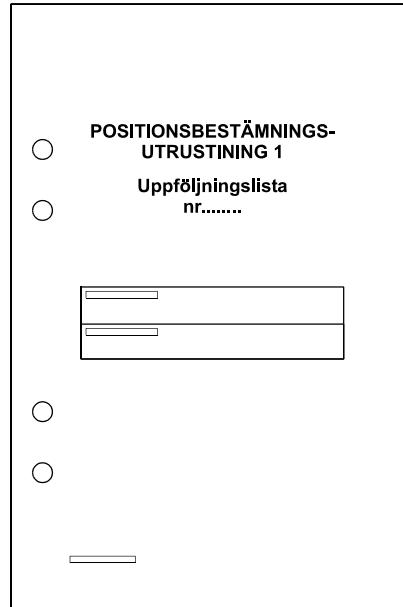 POSITIONSBESTÄMNINGS-
UTRUSTINING 1
Uppföljningslista
nr........